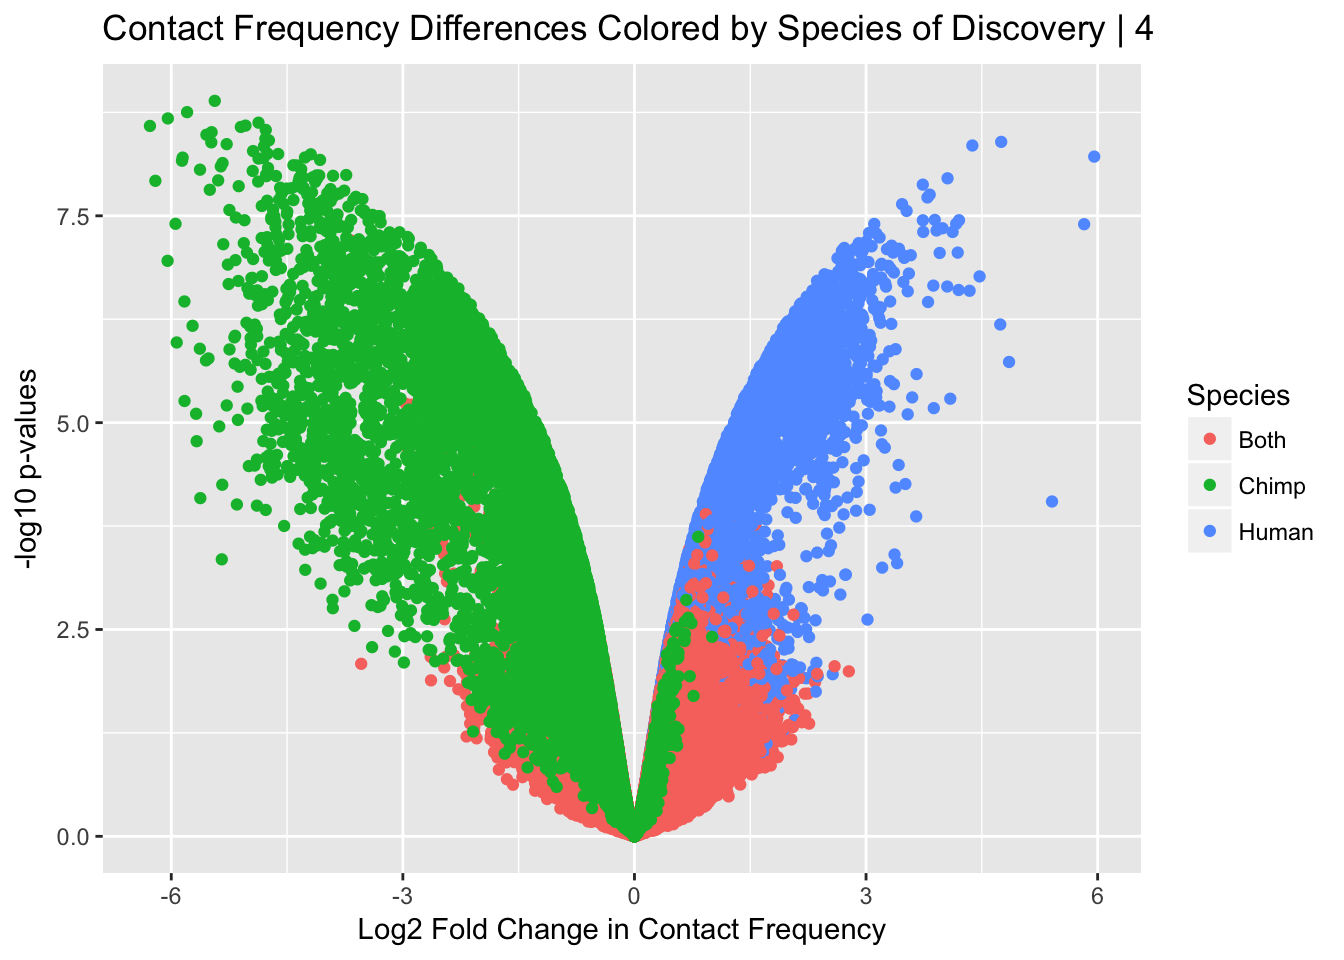 Contact Frequency Differences Colored by Species of Discovery | 4
-log10 p-values
7.5
5.0
2.5
0.0
-6
-3
0
3
6
Log2 Fold Change in Contact Frequency
Species
Both
Chimp
Human